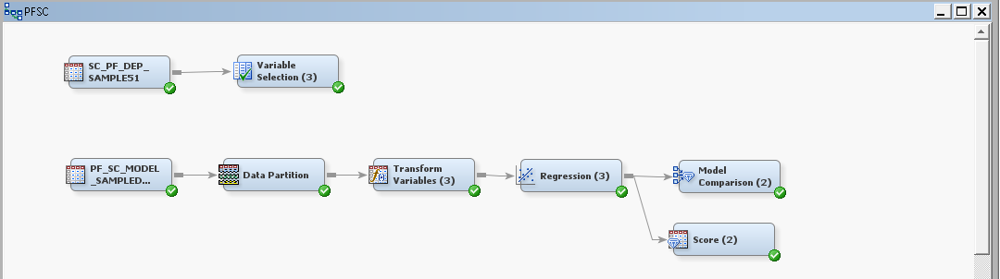 PFSC
SC_PF_DEP_
SAMPLE51
Variable
Selection (3)
PF_SC_MODEL
_SAMPLED...
Data Partition
Transform
Variables (3)
Regression (3)
Model
Comparison (2)
Score (2)